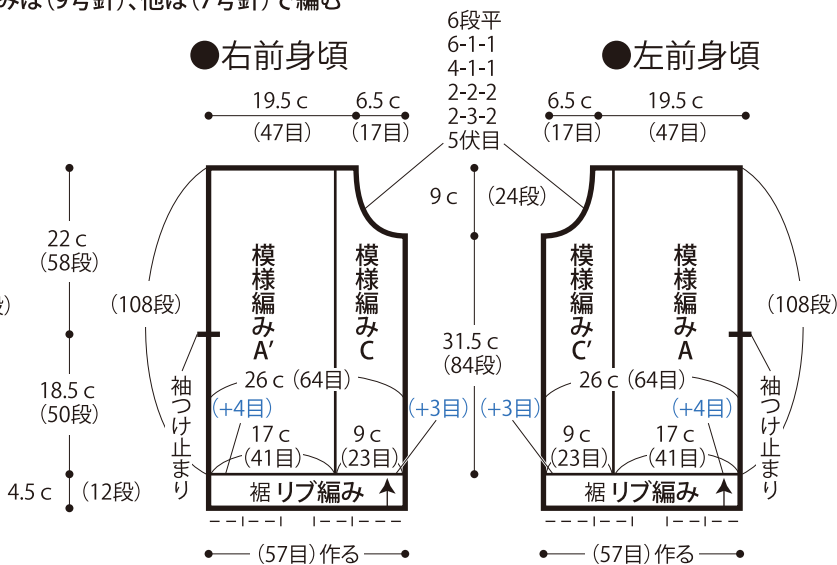 みは(9号針)、他は(7号針)で編む
●右前身頃
19.5 c
(47目)
6.5 c
(17目)
6段平
6-1-1
4-1-1
2-2-2
2-3-2
5伏目
●左前身頃
6.5 c
(17目)
19.5 c
(47目)
22 c
(58段)
18.5 c
(50段)
4.5 c
(12段)
段)
(108段)
袖つけ止まり
模様編みA’
模様編みC
26 c (64目)
(+4目)
17 c
(41目)
9 c
(23目)
(+3目)
裾 リブ編み
(57目)作る
9 c
(24段)
31.5 c
(84段)
模様編みC’
模様編みA
26 c (64目)
(+3目)
(+4目)
9 c
(23目)
17 c
(41目)
裾 リブ編み
(57目)作る
(108段)
袖つけ止まり